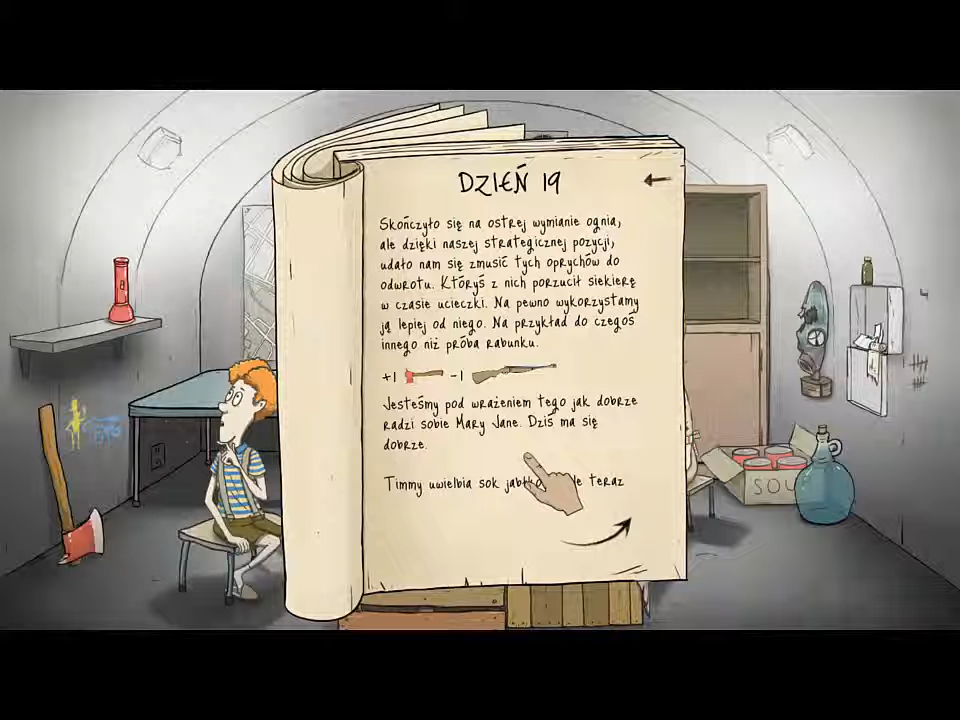 DZIEŃ 19
Skończyło się na ostrej wymianie ognia,
ale dzięki naszej strategicznej pozycji,
udało nam się zmusić tych oprychów do
odwrotu. Któryś z nich porzucił siekierę
w czasie ucieczki. Na pewno wykorzystamy
ją lepiej od niego. Na przykład do czegoś
innego niż próba rabunku.
+1 -1
Jesteśmy pod wrażeniem tego jak dobrze
radzi sobie Mary Jane. Dziś ma się
dobrze.
Timmy uwielbia sok teraz
SOU